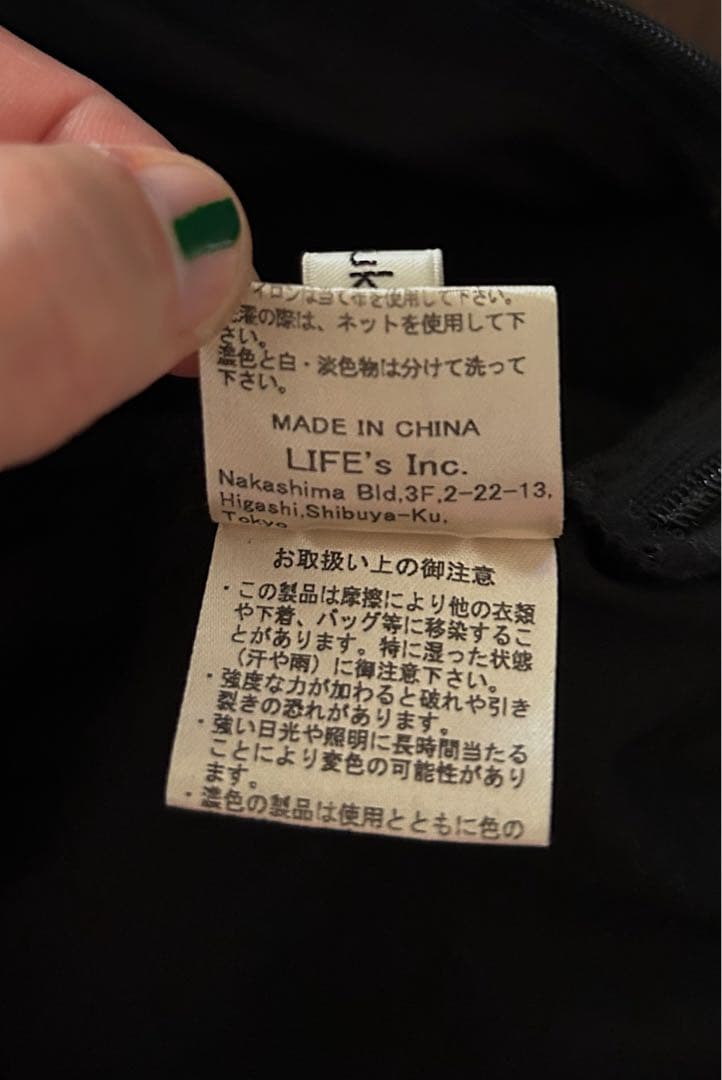 ck
イロンは当て布を使用して下さい。
洗濯の際は、ネットを使用して下
さい。
濃色と白・淡色物は分けて洗って
下さい。
MADE IN CHINA
LIFE's Inc.
Nakashima Bld,3F,2-22-13,
Higashi,Shibuya-Ku,
Tokyo
お取扱い上の御注意
・この製品は摩擦により他の衣類
や下着、バッグ等に移染するこ
とがあります。特に湿った状態
（汗や雨）に御注意下さい。
・強度な力が加わると破れや引き
裂きの恐れがあります。
・強い日光や照明に長時間当たる
ことにより変色の可能性があり
ます。
・濃色の製品は使用とともに色の